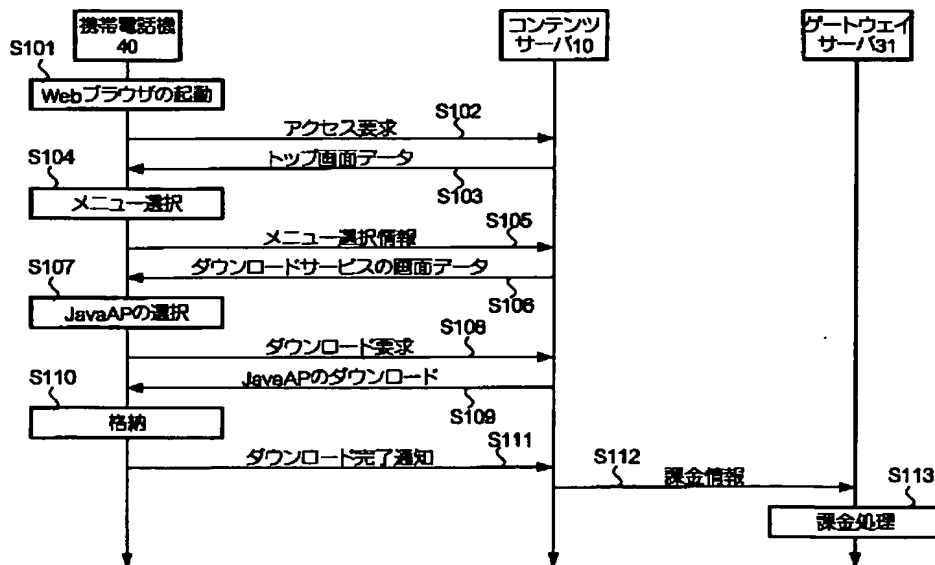 携帯電話機
40
コンテンツ
サーバ10
ゲートウェイ
サーバ31
S101
Webブラウザの起動
S102
アクセス要求
S104
トップ画面データ
S103
メニュー選択
S105
メニュー選択情報
S107
ダウンロードサービスの画面データ
S106
JavaAPの選択
S108
ダウンロード要求
S110
JavaAPのダウンロード
S109
格納
S111
ダウンロード完了通知
S112
課金情報
S113
課金処理